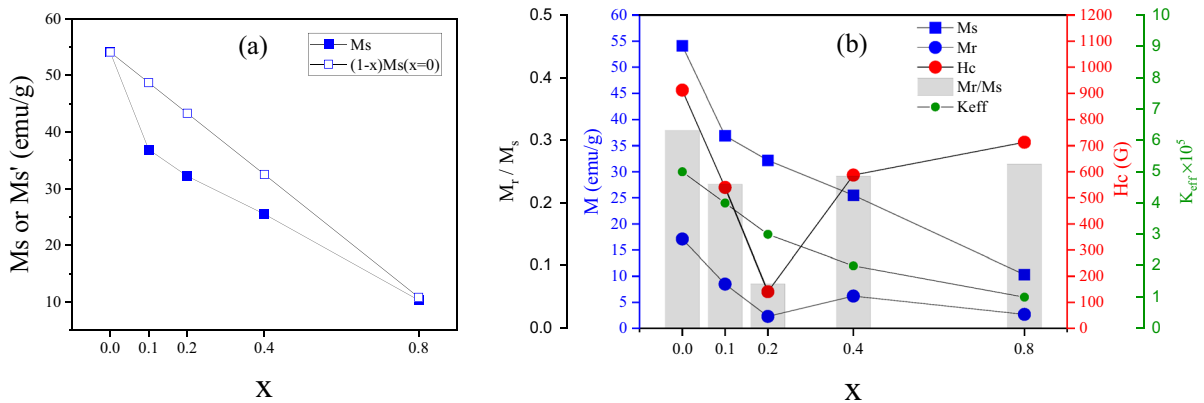 (a)
Ms
(1-x)Ms(x=0)
Ms or Ms' (emu/g)
60
50
40
30
20
10
0.0 0.1 0.2 0.4 0.8
X
(b)
Ms
Mr
Hc
Mr/Ms
Keff
M_r / M_s
0.5
0.4
0.3
0.2
0.1
0.0
M (emu/g)
60
55
50
45
40
35
30
25
20
15
10
5
0
0.0 0.1 0.2 0.4 0.8
X
Hc (G)
1200
1100
1000
900
800
700
600
500
400
300
200
100
0
K_eff ×10^5
10
9
8
7
6
5
4
3
2
1
0